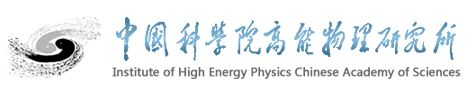 中國科學院高能物理研究所
Institute of High Energy Physics Chinese Academy of Sciences